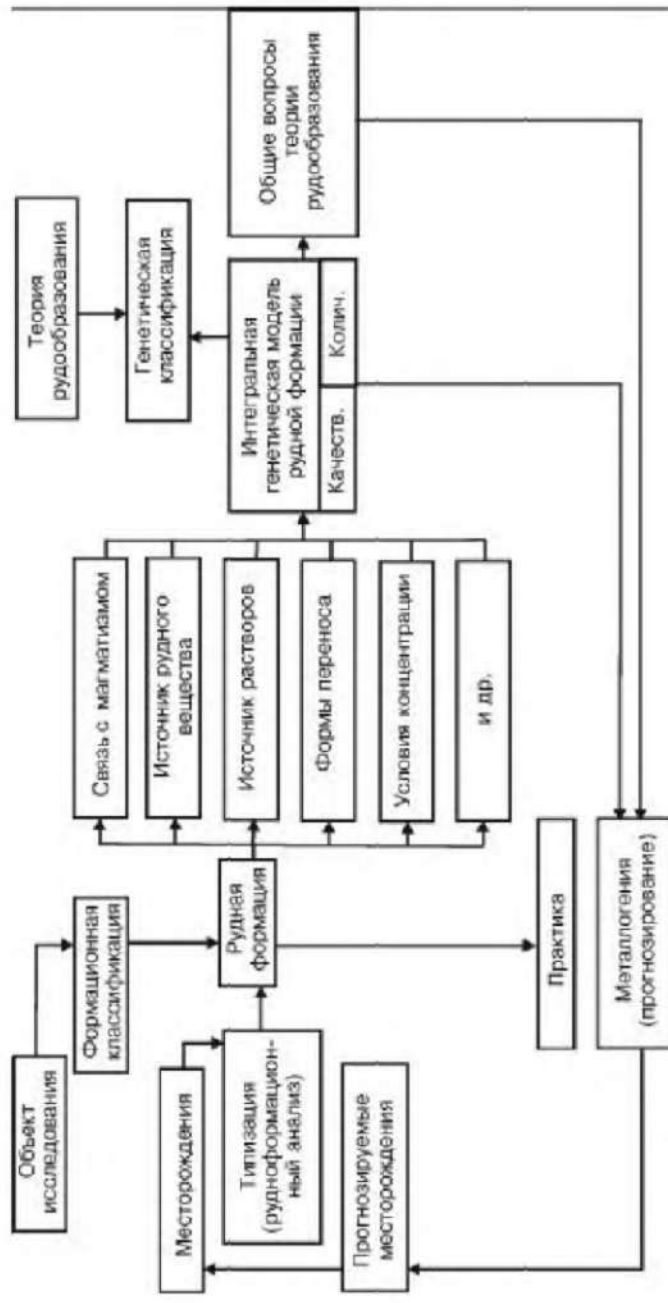 Объект
исследования
Формационная
классификация
Месторождения
Типизация
(рудноформацион-
ный анализ)
Прогнозируемые
месторождения
Рудная
формация
Связь с магматизмом
Источник рудного
вещества
Источник растворов
Формы переноса
Условия концентрации
и др.
Практика
Металлогения
(прогнозирование)
Теория
рудообразования
Генетическая
классификация
Интегральная
генетическая модель
рудной формации
Качеств.
Колич.
Общие вопросы
теории
рудообразования